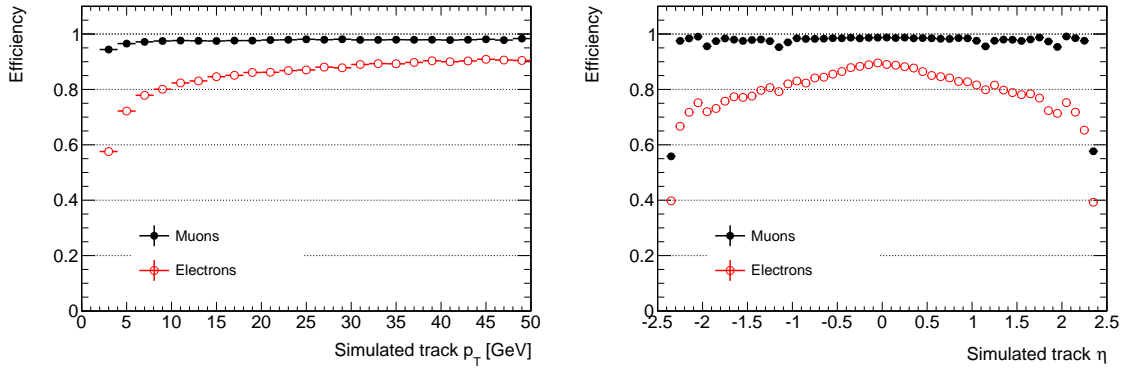 Efficiency
1
0.8
0.6
0.4
0.2
0
Muons
Electrons
0 5 10 15 20 25 30 35 40 45 50
Simulated track p_T [GeV]
Efficiency
1
0.8
0.6
0.4
0.2
0
Muons
Electrons
-2.5 -2 -1.5 -1 -0.5 0 0.5 1 1.5 2 2.5
Simulated track η